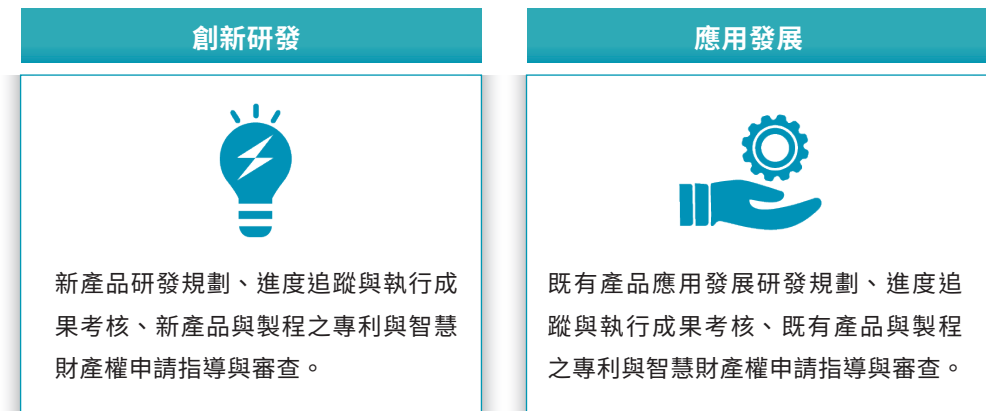 創新研發
新產品研發規劃、進度追蹤與執行成
果考核、新產品與製程之專利與智慧
財產權申請指導與審查。
應用發展
既有產品應用發展研發規劃、進度追
蹤與執行成果考核、既有產品與製程
之專利與智慧財產權申請指導與審查。